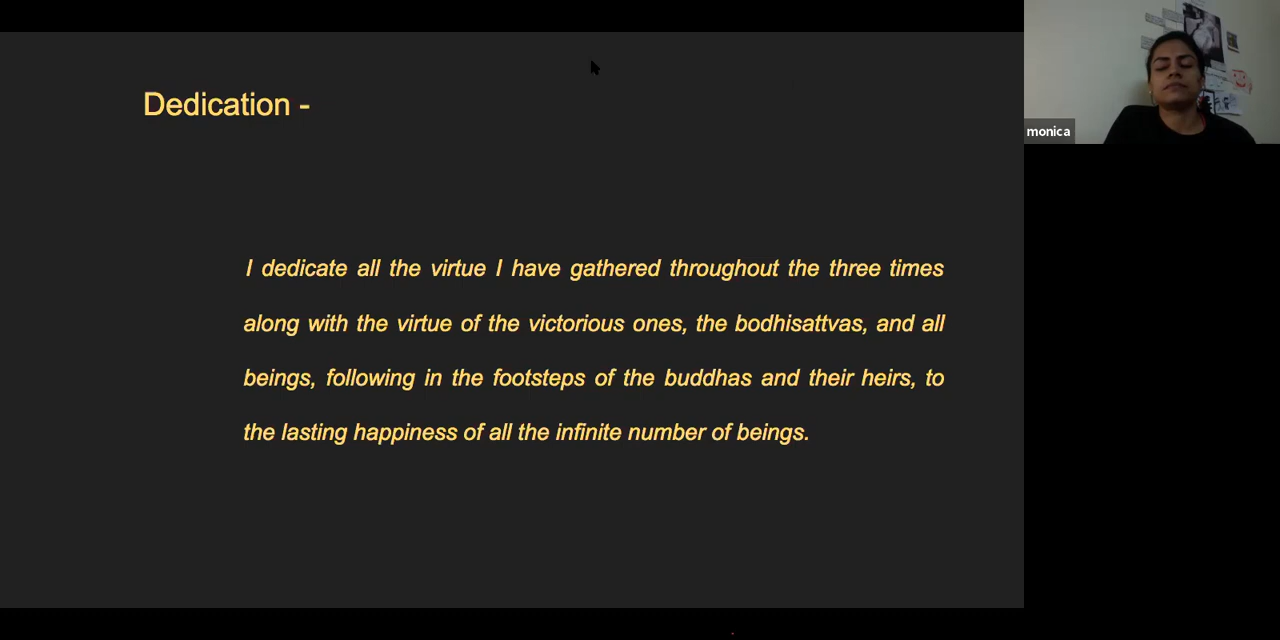 Dedication -
I dedicate all the virtue I have gathered throughout the three times
along with the virtue of the victorious ones, the bodhisattvas, and all
beings, following in the footsteps of the buddhas and their heirs, to
the lasting happiness of all the infinite number of beings.
monica